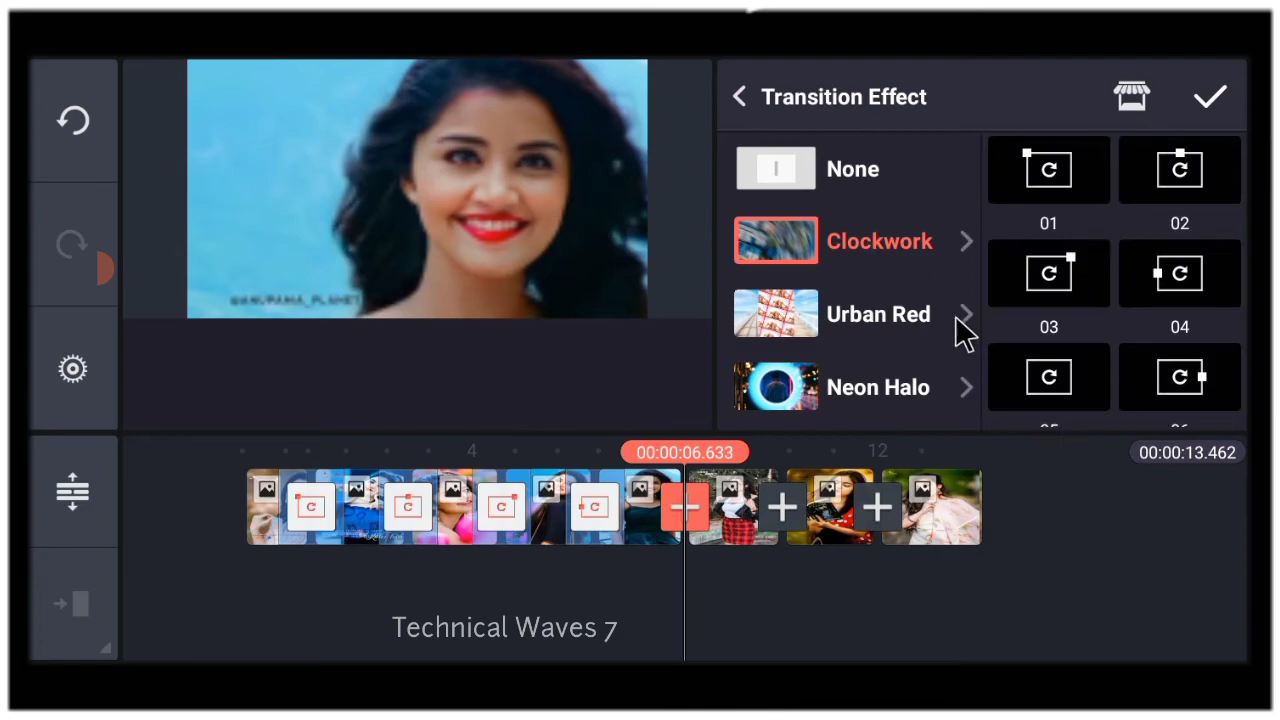 Transition Effect
None
Clockwork
Urban Red
Neon Halo
01
02
03
04
@ANUPAMA_PLANET
4
00:00:06.633
12
00:00:13.462
Technical Waves 7